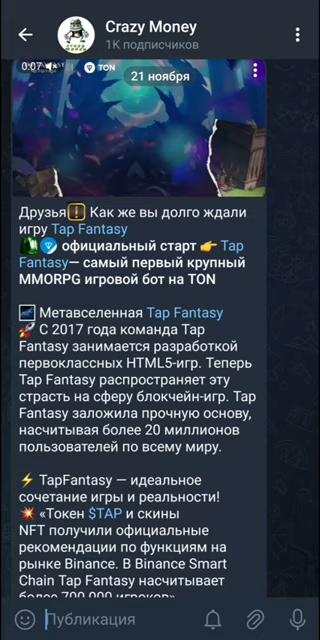 Crazy Money
1K подписчиков
0:07
TON
21 ноября
Друзья Как же вы долго ждали
игру Tap Fantasy
официальный старт 👉 Tap
Fantasy— самый первый крупный
MMORPG игровой бот на TON
Метавселенная Tap Fantasy
🚀 С 2017 года команда Tap
Fantasy занимается разработкой
первоклассных HTML5-игр. Теперь
Tap Fantasy распространяет эту
страсть на сферу блокчейн-игр. Tap
Fantasy заложила прочную основу,
насчитывая более 20 миллионов
пользователей по всему миру.
⚡ TapFantasy — идеальное
сочетание игры и реальности!
💥 «Токен $TAP и скины
NFT получили официальные
рекомендации по функциям на
рынке Binance. В Binance Smart
Chain Tap Fantasy насчитывает
более 700 000 игроков»
Публикация